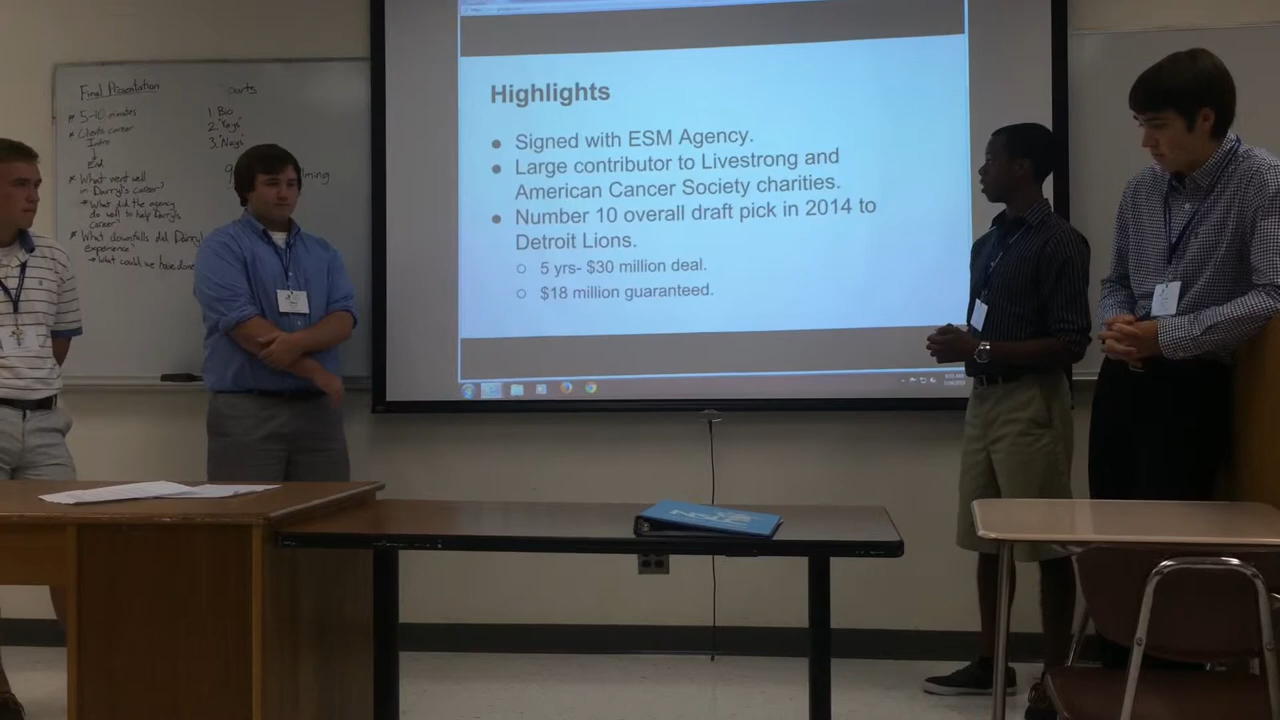 Final Presentation
* 5-10 minutes
* Clients career
Intro
↓
End
* What went well
in Darryl's career?
* What did the agency
do well to help Darryl's
career?
* What downfalls did Darryl
experience?
* What could we have done
1. Bio
2. "Yays"
3. "Nays"
Highlights
● Signed with ESM Agency.
● Large contributor to Livestrong and
American Cancer Society charities.
● Number 10 overall draft pick in 2014 to
Detroit Lions.
○ 5 yrs- $30 million deal.
○ $18 million guaranteed.